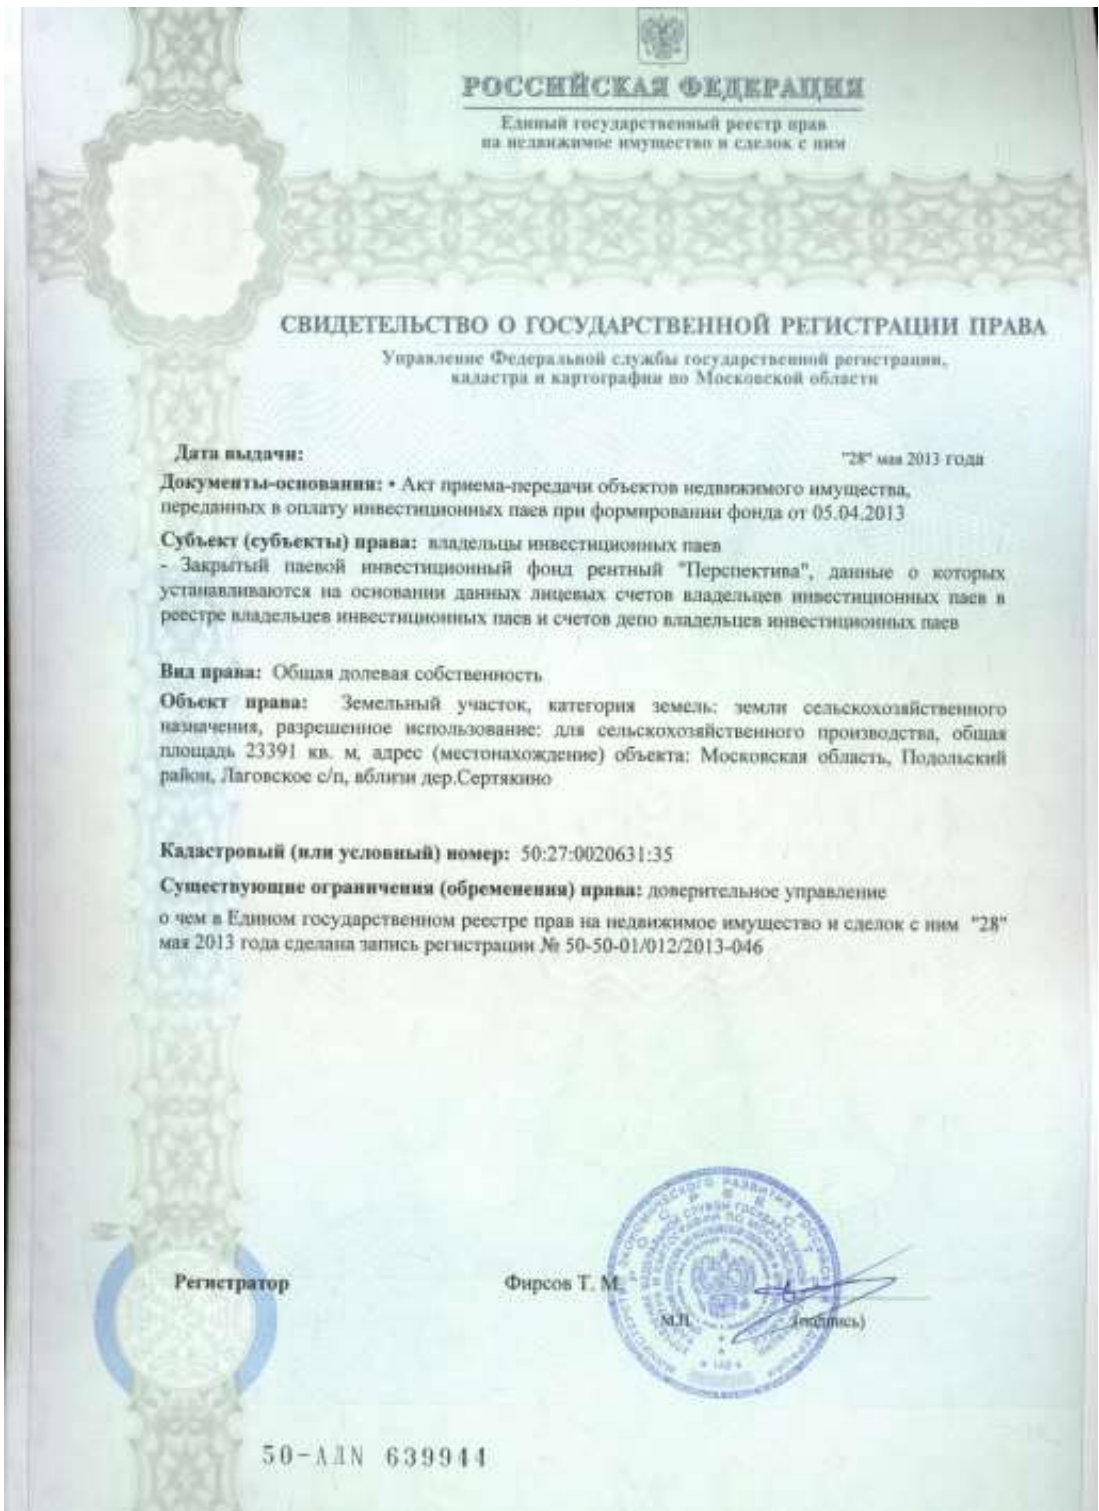 РОССИЙСКАЯ ФЕДЕРАЦИЯ
Единый государственный реестр прав
на недвижимое имущество и сделок с ним
СВИДЕТЕЛЬСТВО О ГОСУДАРСТВЕННОЙ РЕГИСТРАЦИИ ПРАВА
Управление Федеральной службы государственной регистрации,
кадастра и картографии по Московской области
Дата выдачи: "28" мая 2013 года
Документы-основания: • Акт приема-передачи объектов недвижимого имущества,
переданных в оплату инвестиционных паев при формировании фонда от 05.04.2013
Субъект (субъекты) права: владельцы инвестиционных паев
- Закрытый паевой инвестиционный фонд рентный "Перспектива", данные о которых
устанавливаются на основании данных лицевых счетов владельцев инвестиционных паев в
реестре владельцев инвестиционных паев и счетов депо владельцев инвестиционных паев
Вид права: Общая долевая собственность
Объект права: Земельный участок, категория земель: земли сельскохозяйственного
назначения, разрешенное использование: для сельскохозяйственного производства, общая
площадь 23391 кв. м, адрес (местонахождение) объекта: Московская область, Подольский
район, Лаговское с/п, вблизи дер.Сертякино
Кадастровый (или условный) номер: 50:27:0020631:35
Существующие ограничения (обременения) права: доверительное управление
о чем в Едином государственном реестре прав на недвижимое имущество и сделок с ним "28"
мая 2013 года сделана запись регистрации № 50-50-01/012/2013-046
Регистратор Фирсов Т. М.
М.П. (подпись)
50-АДN 639944